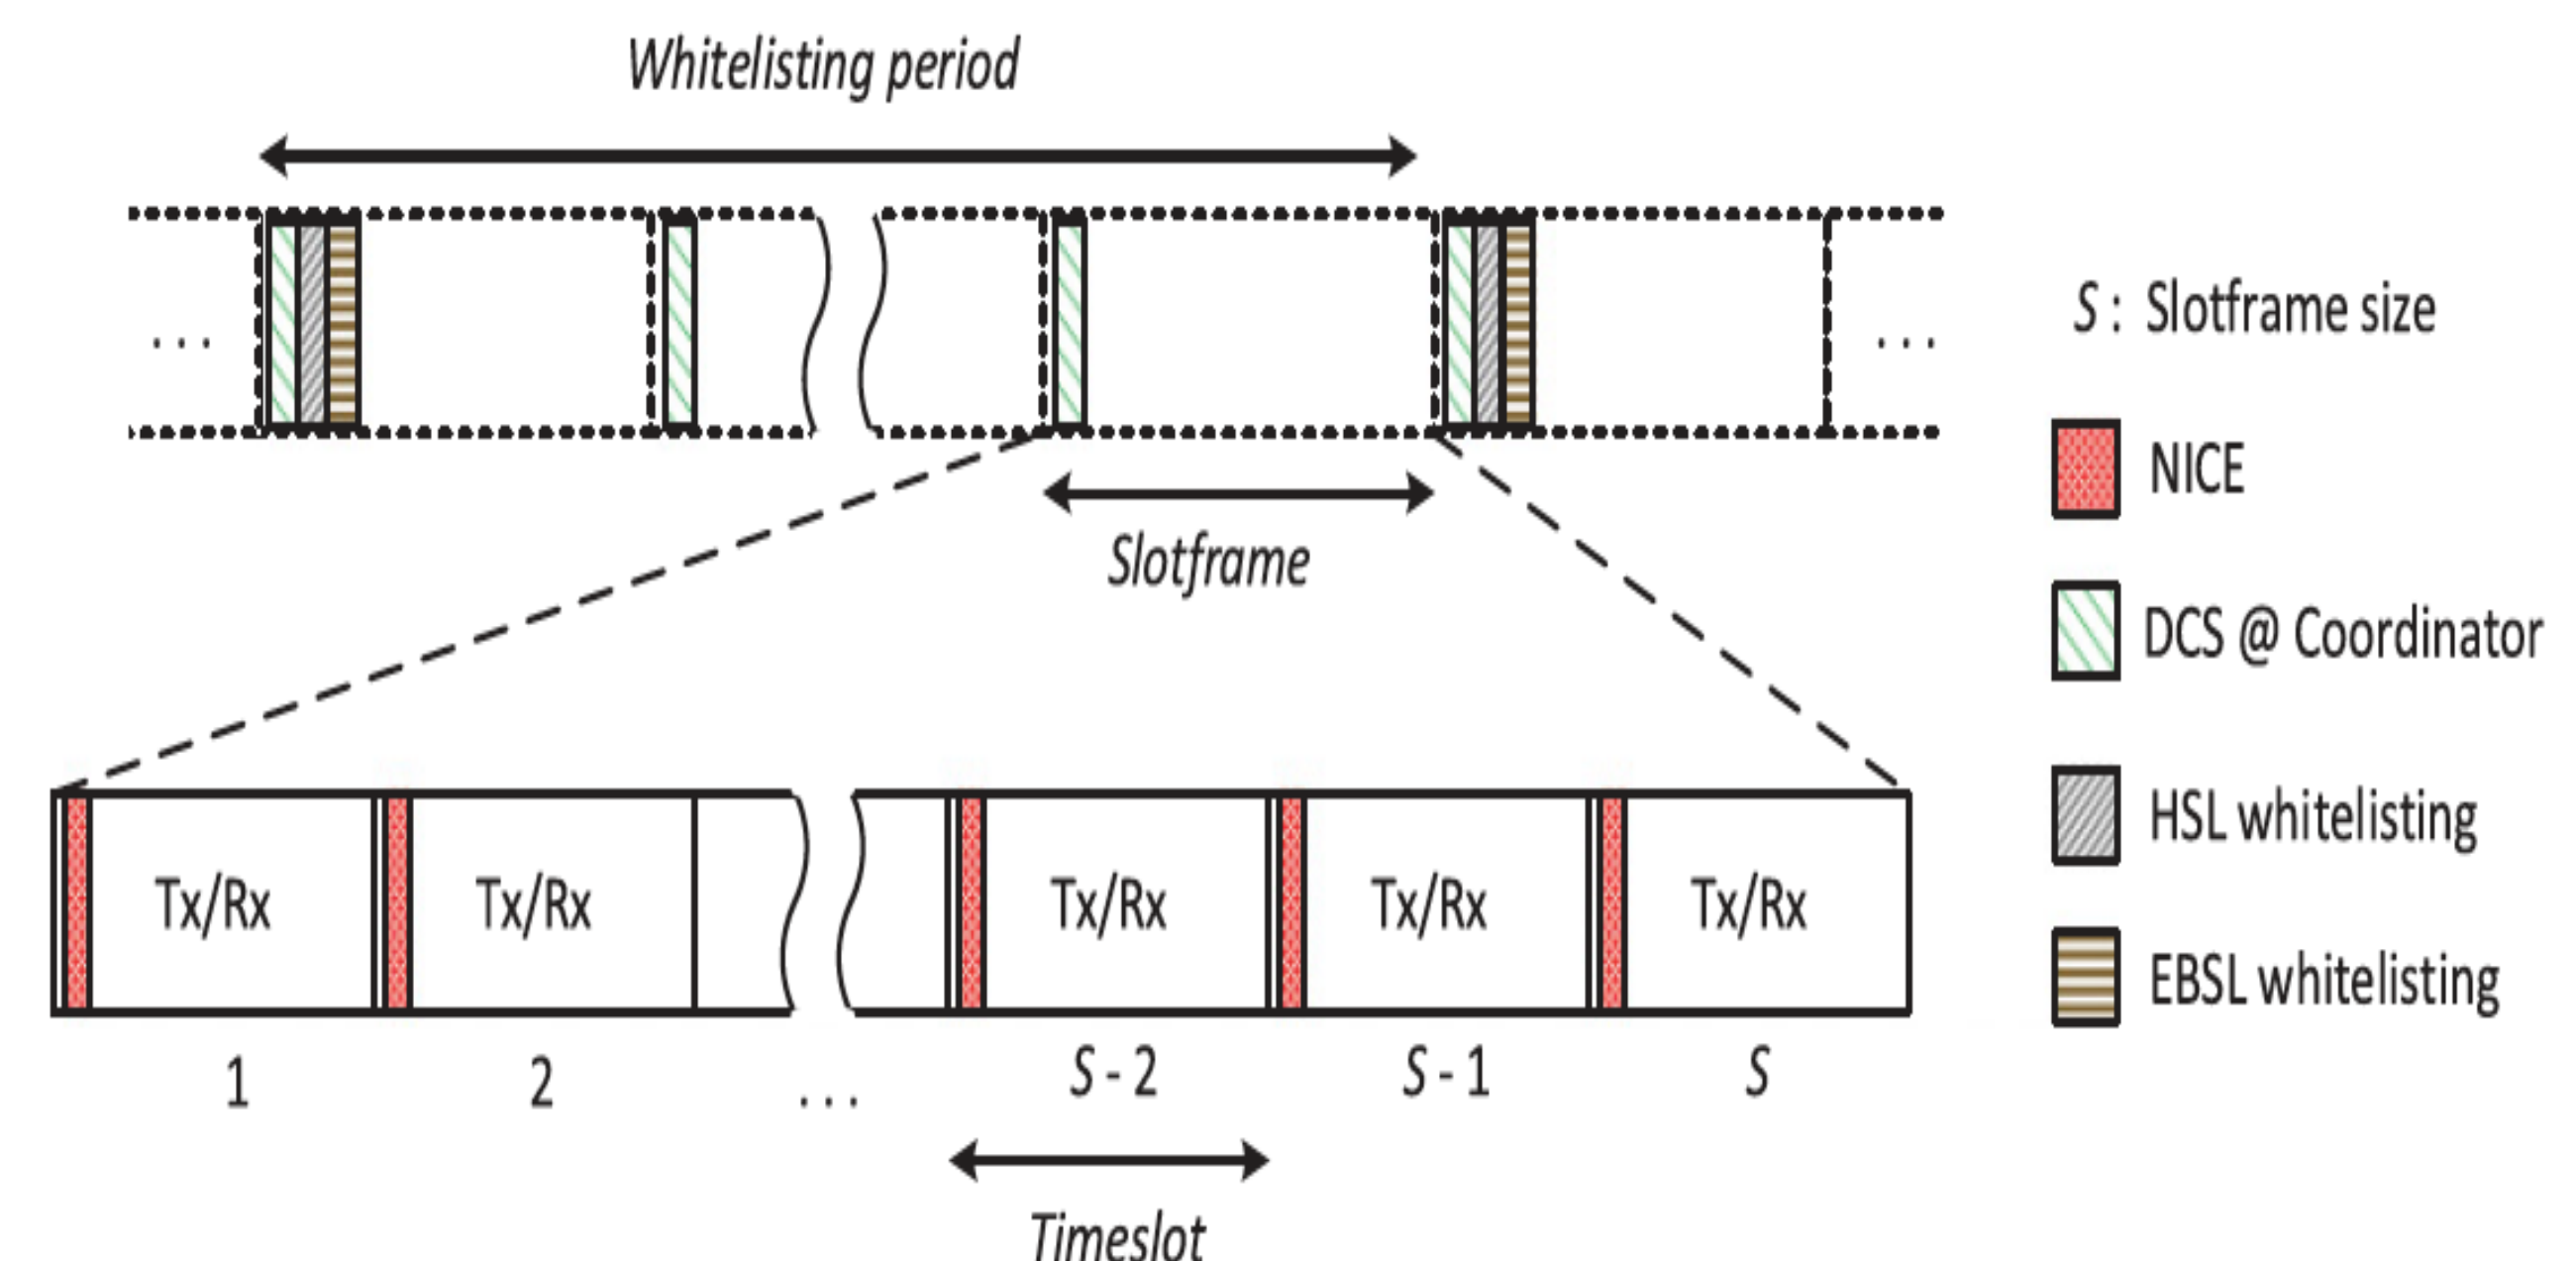 Whitelisting period
. . .
. . .
S : Slotframe size
NICE
Slotframe
DCS @ Coordinator
HSL whitelisting
Tx/Rx Tx/Rx Tx/Rx Tx/Rx Tx/Rx
EBSL whitelisting
1 2 . . . S - 2 S - 1 S
Timeslot